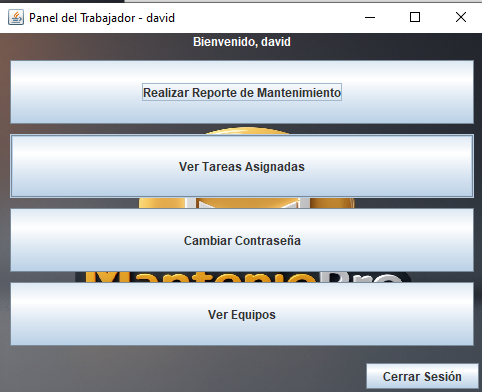 Panel del Trabajador - david
Bienvenido, david
Realizar Reporte de Mantenimiento
Ver Tareas Asignadas
Cambiar Contraseña
MantenioPro
Ver Equipos
Cerrar Sesión